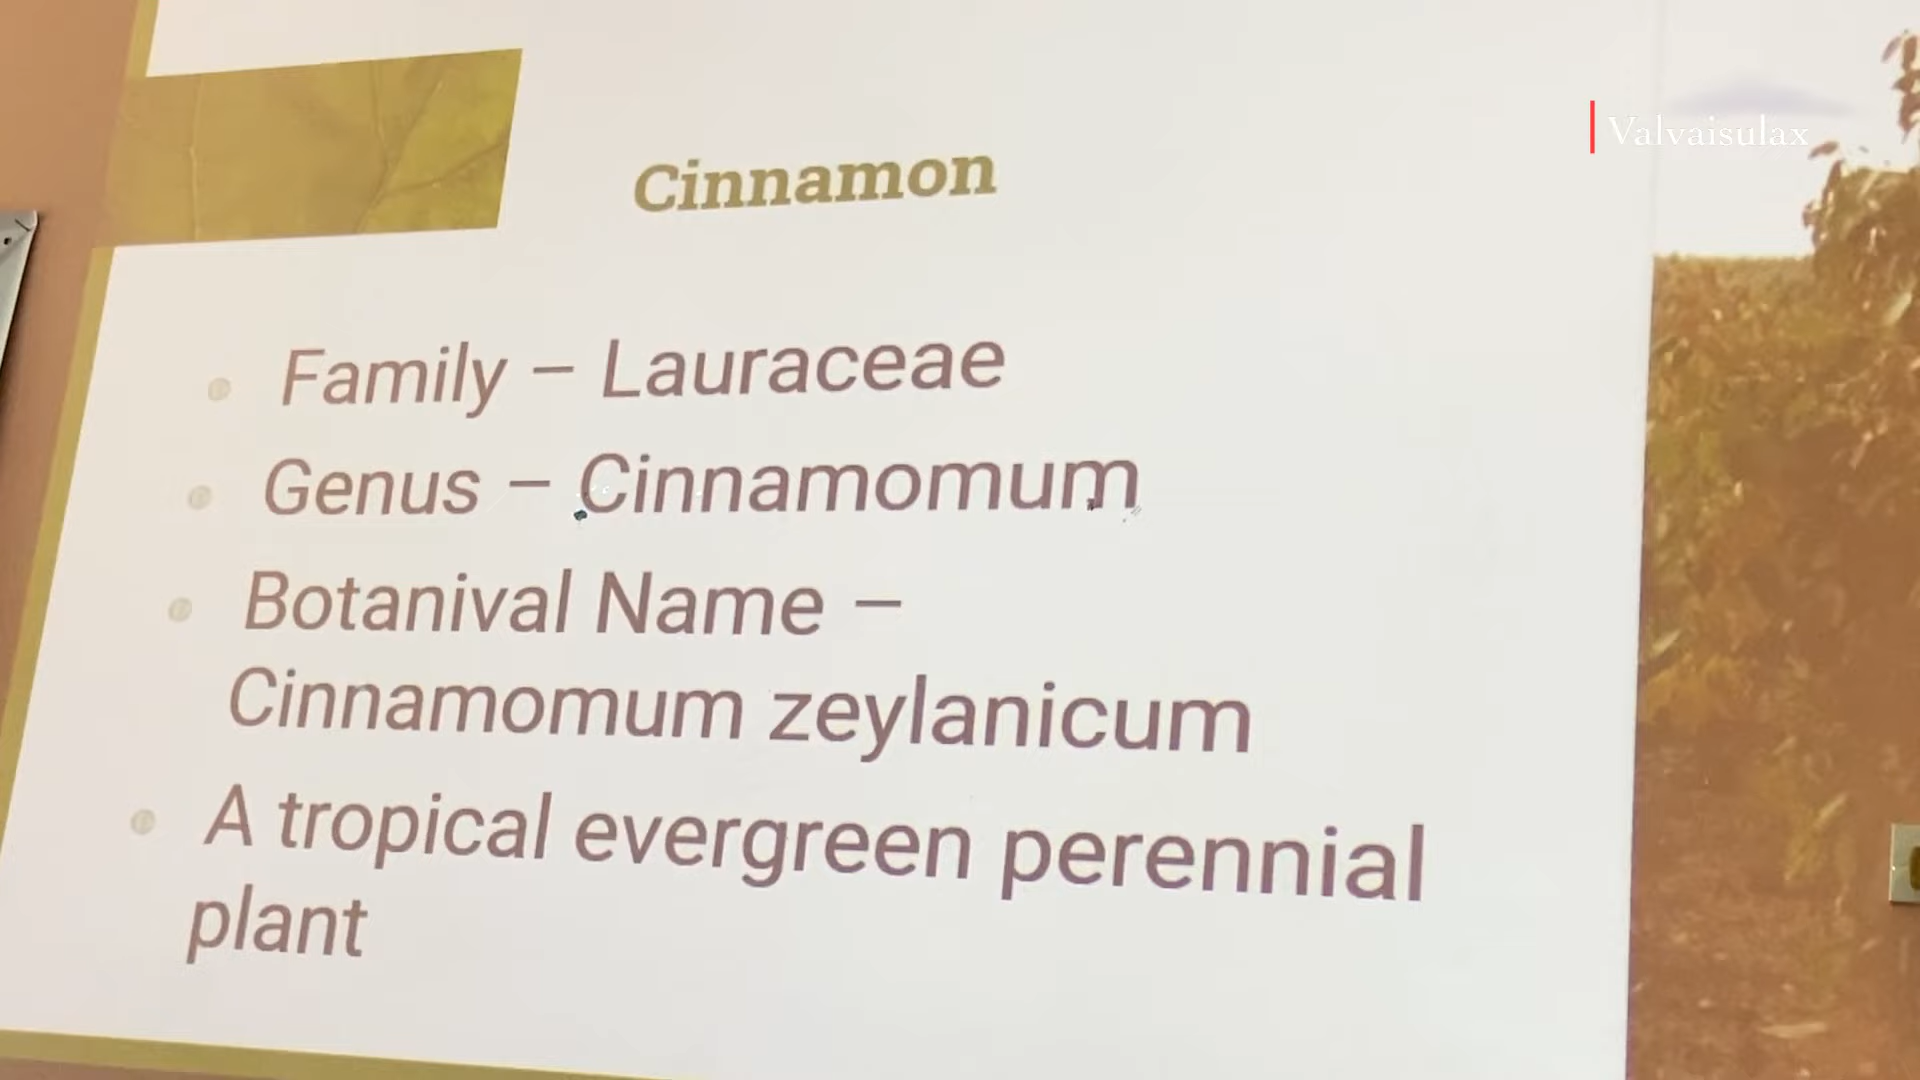 Valvaisulax
Cinnamon
Family – Lauraceae
Genus – Cinnamomum
Botanival Name –
Cinnamomum zeylanicum
A tropical evergreen perennial
plant